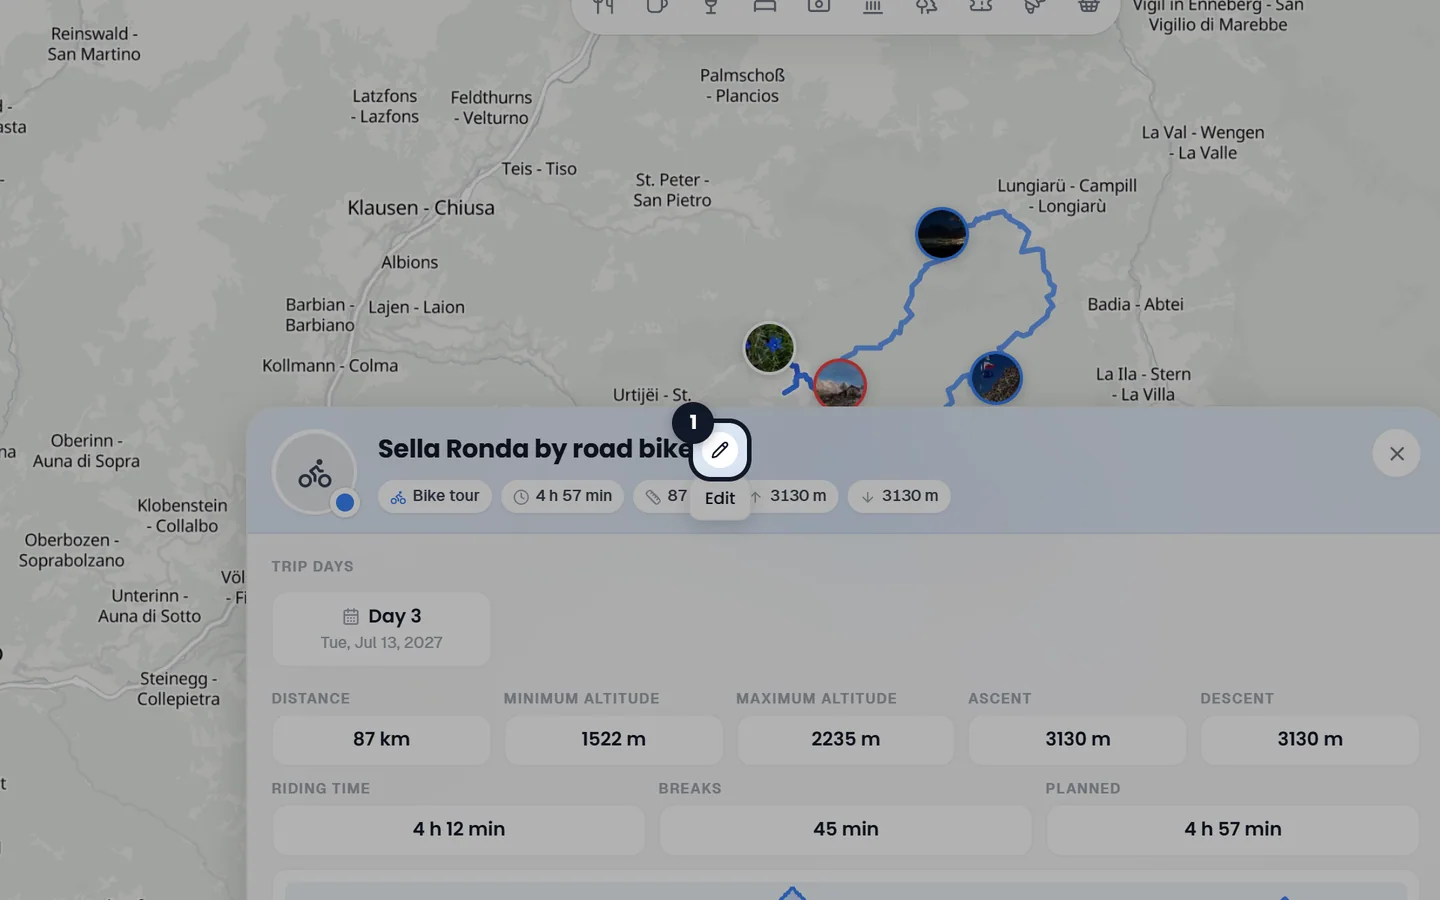 Reinswald -
San Martino
Vigil in Enneberg - San
Vigilio di Marebbe
Palmschoß
- Plancios
Latzfons
- Lazfons
Feldthurns
- Velturno
La Val - Wengen
- La Valle
Teis - Tiso
St. Peter -
San Pietro
Lungiarü - Campill
- Longiarù
Klausen - Chiusa
Albions
Barbian -
Barbiano
Lajen - Laion
Badia - Abtei
Kollmann - Colma
Urtijëi - St.
La Ila - Stern
- La Villa
Oberinn -
Auna di Sopra
Klobenstein
- Collalbo
Oberbozen -
Soprabolzano
Unterinn -
Auna di Sotto
Völ
- Fi
Steinegg -
Collepietra
1
Sella Ronda by road bike
Edit
Bike tour
4 h 57 min
87
3130 m
3130 m
TRIP DAYS
Day 3
Tue, Jul 13, 2027
DISTANCE
87 km
MINIMUM ALTITUDE
1522 m
MAXIMUM ALTITUDE
2235 m
ASCENT
3130 m
DESCENT
3130 m
RIDING TIME
4 h 12 min
BREAKS
45 min
PLANNED
4 h 57 min